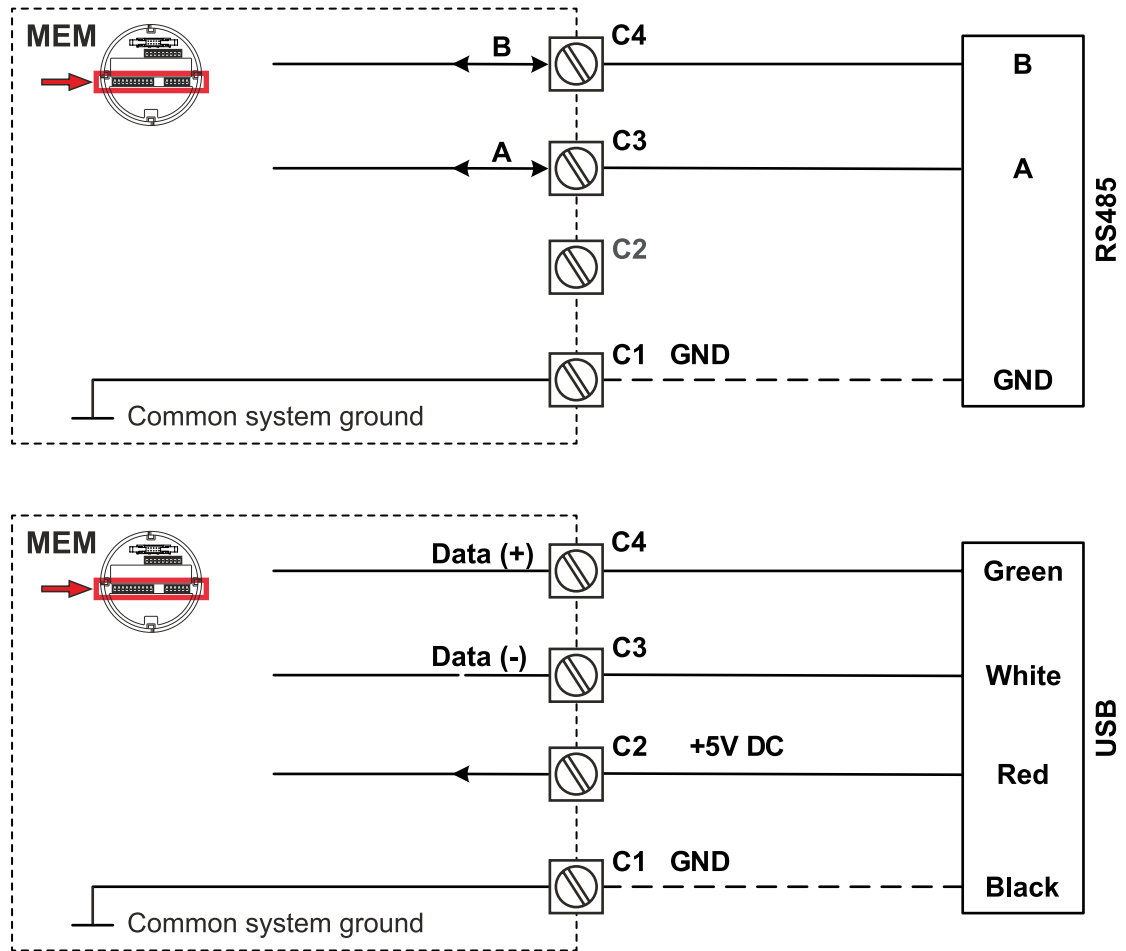 MEM
B
C4
B
A
C3
A
C2
RS485
C1 GND
GND
Common system ground
MEM
Data (+)
C4
Green
Data (-)
C3
White
C2 +5V DC
Red
USB
C1 GND
Black
Common system ground